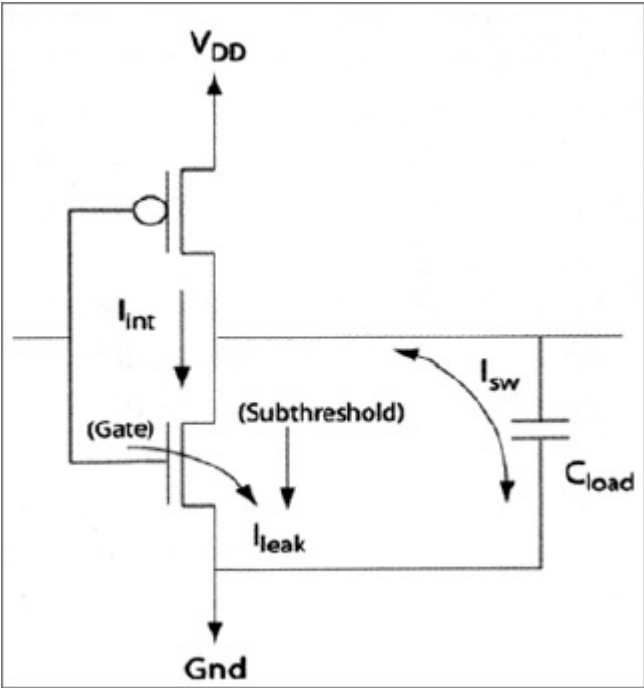 VDD
Iint
Isw
(Gate)
(Subthreshold)
Cload
Ileak
Gnd